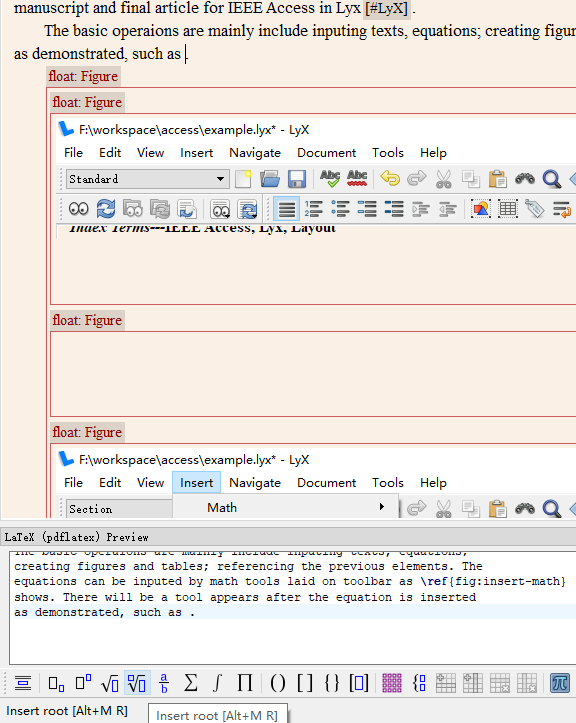 manuscript and final article for IEEE Access in Lyx [#LyX] .
The basic operaions are mainly include inputing texts, equations; creating figur
as demonstrated, such as .
float: Figure
float: Figure
F:\workspace\access\example.lyx* - LyX
File Edit View Insert Navigate Document Tools Help
Standard
Abc Abc
Index Terms---IEEE Access, Lyx, Layout
float: Figure
float: Figure
F:\workspace\access\example.lyx* - LyX
File Edit View Insert Navigate Document Tools Help
Section
Math
LaTeX (pdflatex) Preview
The basic operaions are mainly include inputing texts, equations;
creating figures and tables; referencing the previous elements. The
equations can be inputed by math tools laid on toolbar as \ref{fig:insert-math}
shows. There will be a tool appears after the equation is inserted
as demonstrated, such as .
√ ∜ a/b Σ ∫ Π () [] {} [□] {
Insert root [Alt+M R]
Insert root [Alt+M R]